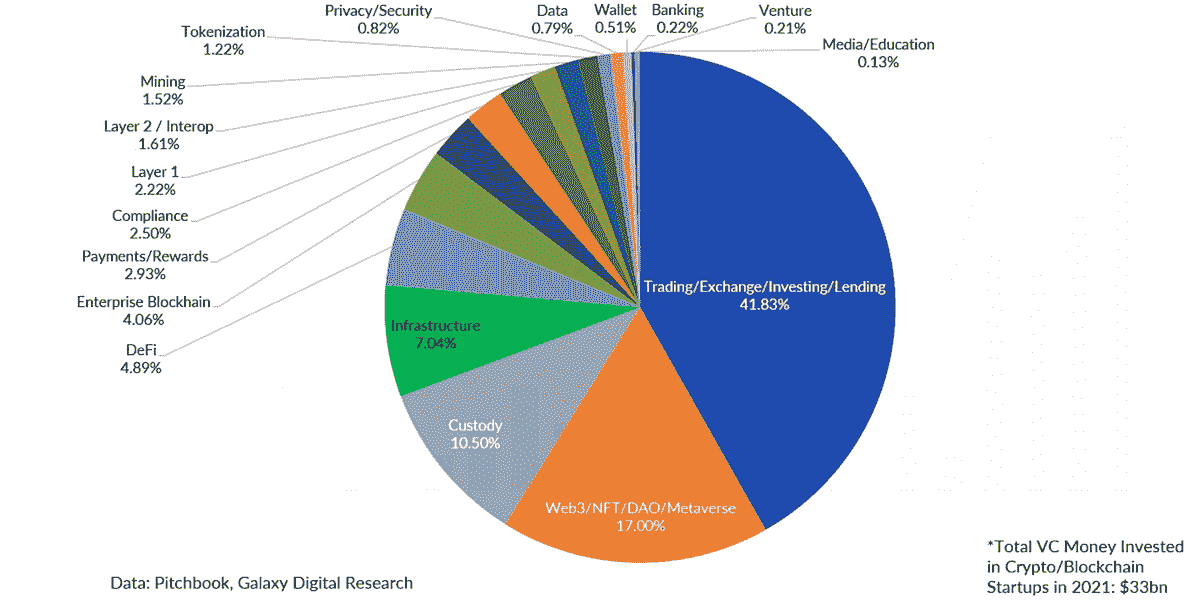 Privacy/Security
0.82%
Data
0.79%
Wallet
0.51%
Banking
0.22%
Venture
0.21%
Media/Education
0.13%
Tokenization
1.22%
Mining
1.52%
Layer 2 / Interop
1.61%
Layer 1
2.22%
Compliance
2.50%
Payments/Rewards
2.93%
Enterprise Blockhain
4.06%
DeFi
4.89%
Trading/Exchange/Investing/Lending
41.83%
Infrastructure
7.04%
Custody
10.50%
Web3/NFT/DAO/Metaverse
17.00%
*Total VC Money Invested
in Crypto/Blockchain
Startups in 2021: $33bn
Data: Pitchbook, Galaxy Digital Research